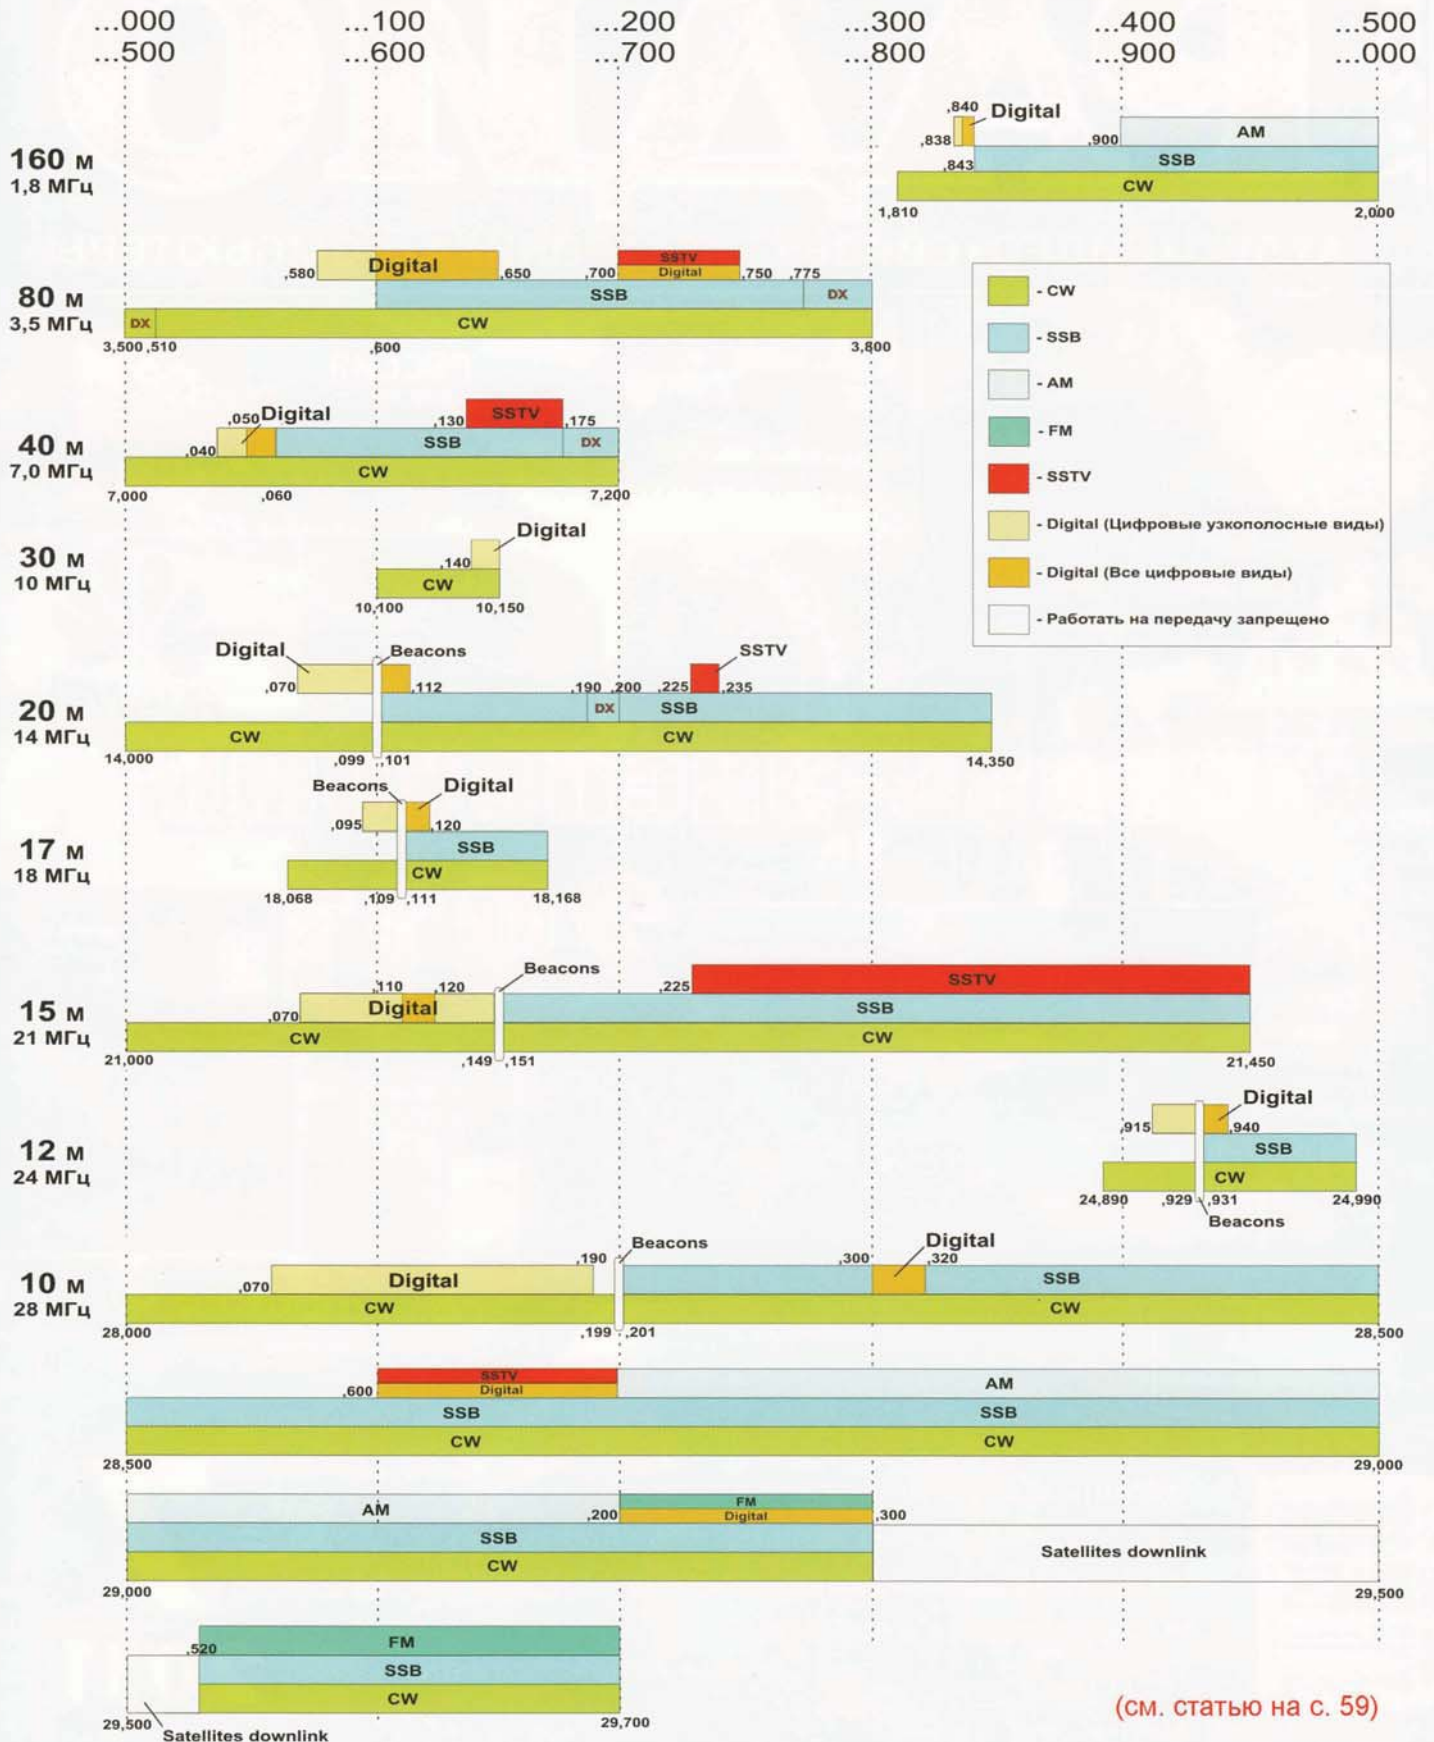 ...000 ...100 ...200 ...300 ...400 ...500
...500 ...600 ...700 ...800 ...900 ...000
,840 Digital
,838 ,900 AM
160 м
1,8 МГц
,843 SSB
CW
1,810 2,000
,580 Digital ,650 ,700 SSTV
Digital ,750 ,775
80 м
3,5 МГц
SSB DX
DX CW
3,500 ,510 ,600 3,800
- CW
- SSB
- AM
- FM
- SSTV
- Digital (Цифровые узкополосные виды)
- Digital (Все цифровые виды)
- Работать на передачу запрещено
,050 Digital ,130 SSTV ,175
40 м
7,0 МГц
,040 SSB DX
CW
7,000 ,060 7,200
Digital
30 м
10 МГц
,140
CW
10,100 10,150
Digital Beacons SSTV
,070 ,112 ,190 ,200 ,225 ,235
20 м
14 МГц
DX SSB
CW CW
14,000 ,099 ,101 14,350
Beacons Digital
,095 ,120
17 м
18 МГц
SSB
CW
18,068 ,109 ,111 18,168
Beacons
,110 ,120 ,225 SSTV
15 м
21 МГц
,070 Digital SSB
CW CW
21,000 ,149 ,151 21,450
Digital
,915 ,940
12 м
24 МГц
SSB
CW
24,890 ,929 ,931 24,990
Beacons
Beacons Digital
,190 ,300 ,320
10 м
28 МГц
,070 Digital SSB
CW CW
28,000 ,199 ,201 28,500
,600 SSTV
Digital AM
SSB SSB
CW CW
28,500 29,000
AM ,200 FM
Digital ,300
SSB
Satellites downlink
CW
29,000 29,500
,520 FM
SSB
CW
29,500 29,700
Satellites downlink
(см. статью на с. 59)